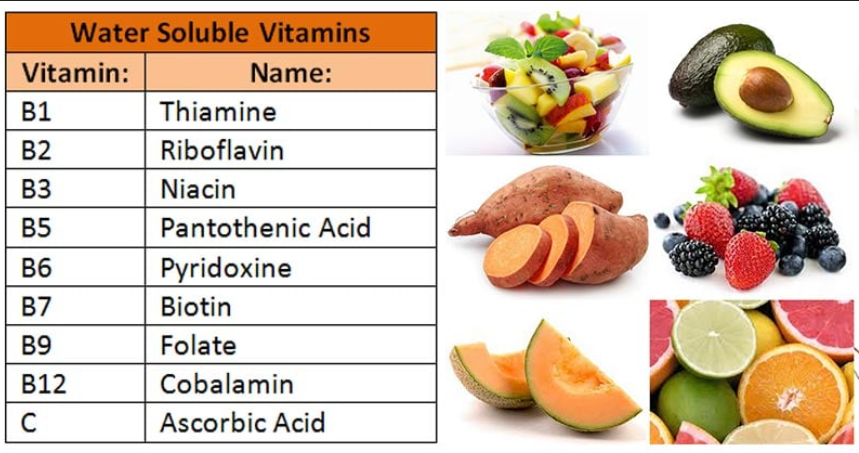 Water Soluble Vitamins
Vitamin: Name:
B1 Thiamine
B2 Riboflavin
B3 Niacin
B5 Pantothenic Acid
B6 Pyridoxine
B7 Biotin
B9 Folate
B12 Cobalamin
C Ascorbic Acid